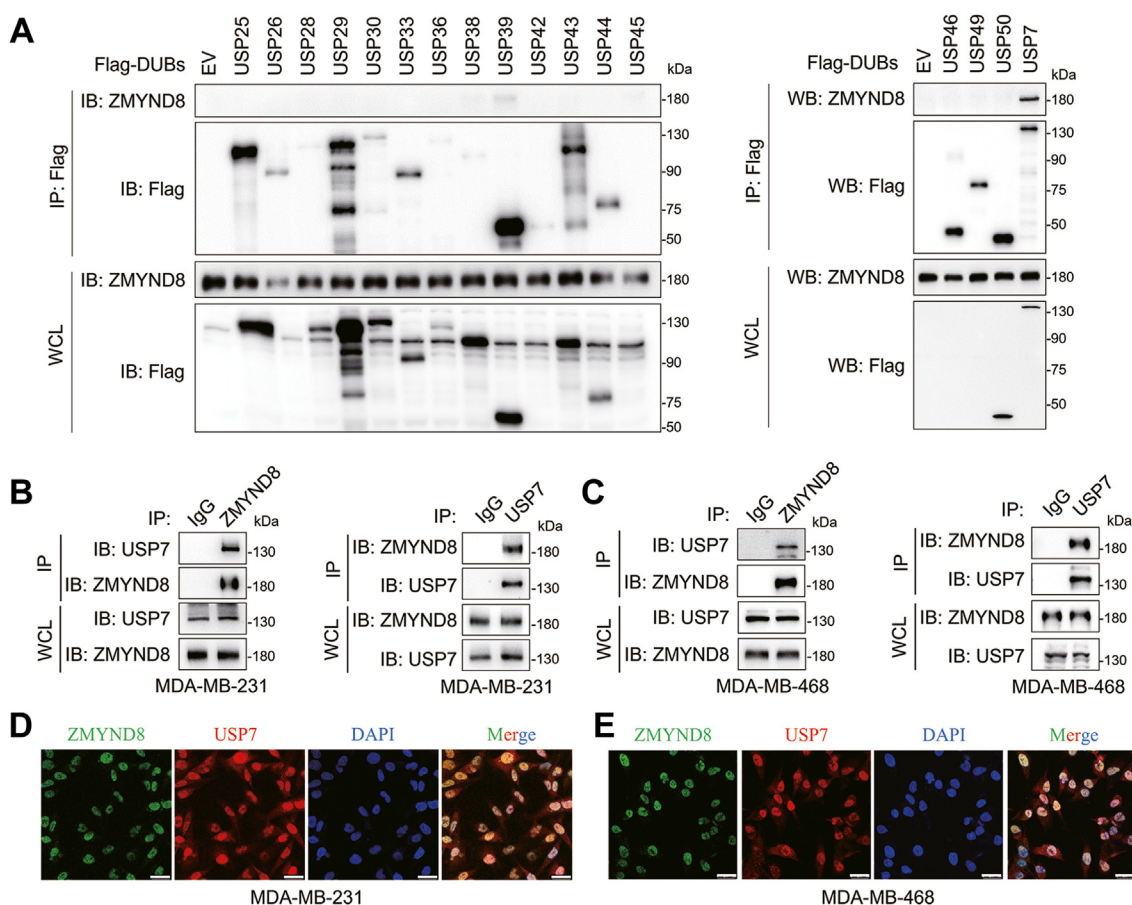 A
Flag-DUBs
EV
USP25
USP26
USP28
USP29
USP30
USP33
USP36
USP38
USP39
USP42
USP43
USP44
USP45
kDa
IP: Flag
IB: ZMYND8
-180
IB: Flag
-130
-90
-75
-50
WCL
IB: ZMYND8
-180
IB: Flag
-130
-90
-75
-50
Flag-DUBs
EV
USP46
USP49
USP50
USP7
kDa
IP: Flag
WB: ZMYND8
-180
WB: Flag
-130
-90
-75
-50
WCL
WB: ZMYND8
-180
WB: Flag
-130
-90
-75
-50
B
IP:
IgG
ZMYND8
kDa
IP
IB: USP7
-130
IB: ZMYND8
-180
WCL
IB: USP7
-130
IB: ZMYND8
-180
MDA-MB-231
IP:
IgG
USP7
kDa
IP
IB: ZMYND8
-180
IB: USP7
-130
WCL
IB: ZMYND8
-180
IB: USP7
-130
MDA-MB-231
C
IP:
IgG
ZMYND8
kDa
IP
IB: USP7
-130
IB: ZMYND8
-180
WCL
IB: USP7
-130
IB: ZMYND8
-180
MDA-MB-468
IP:
IgG
USP7
kDa
IP
IB: ZMYND8
-180
IB: USP7
-130
WCL
IB: ZMYND8
-180
IB: USP7
-130
MDA-MB-468
D
ZMYND8
USP7
DAPI
Merge
MDA-MB-231
E
ZMYND8
USP7
DAPI
Merge
MDA-MB-468